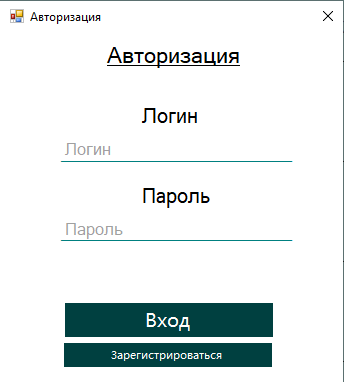 Авторизация
Авторизация
Логин
Логин
Пароль
Пароль
Вход
Зарегистрироваться